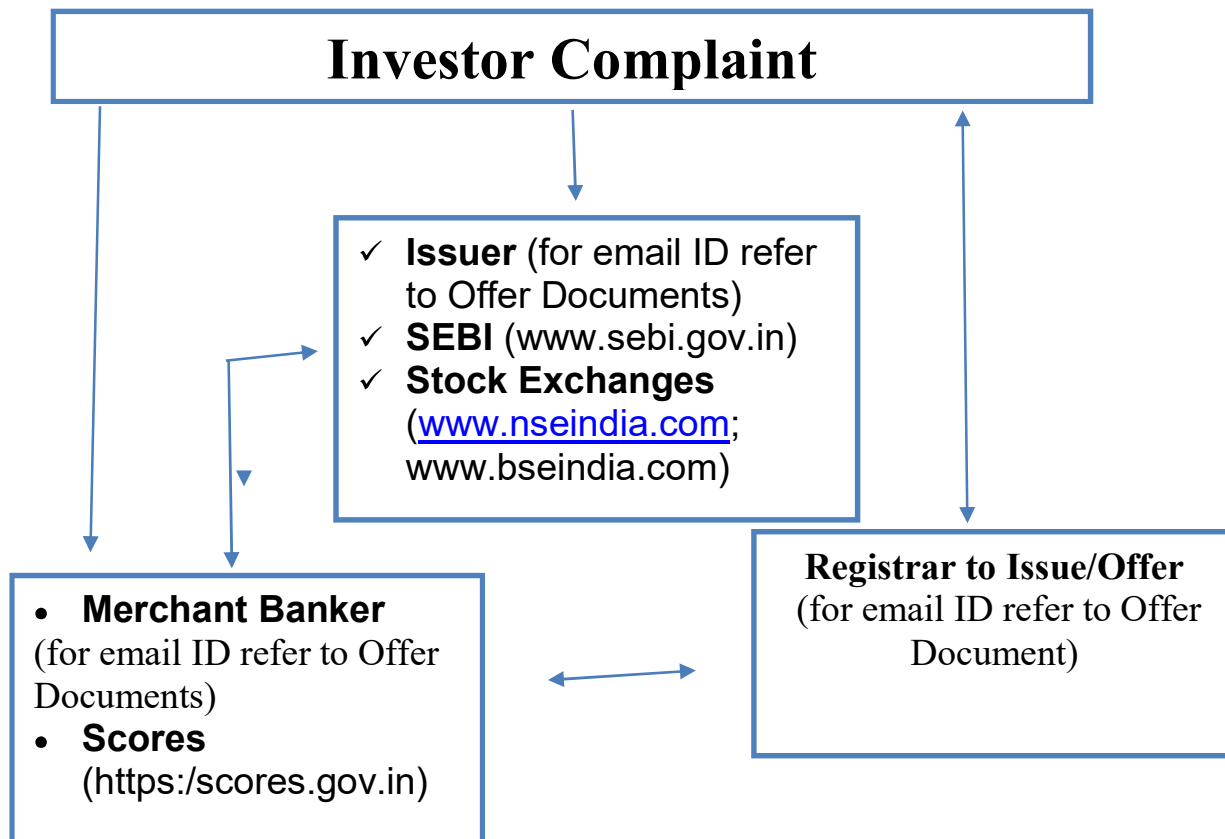 Investor Complaint
✓ Issuer (for email ID refer
to Offer Documents)
✓ SEBI (www.sebi.gov.in)
✓ Stock Exchanges
(www.nseindia.com;
www.bseindia.com)
• Merchant Banker
(for email ID refer to Offer
Documents)
• Scores
(https:/scores.gov.in)
Registrar to Issue/Offer
(for email ID refer to Offer
Document)